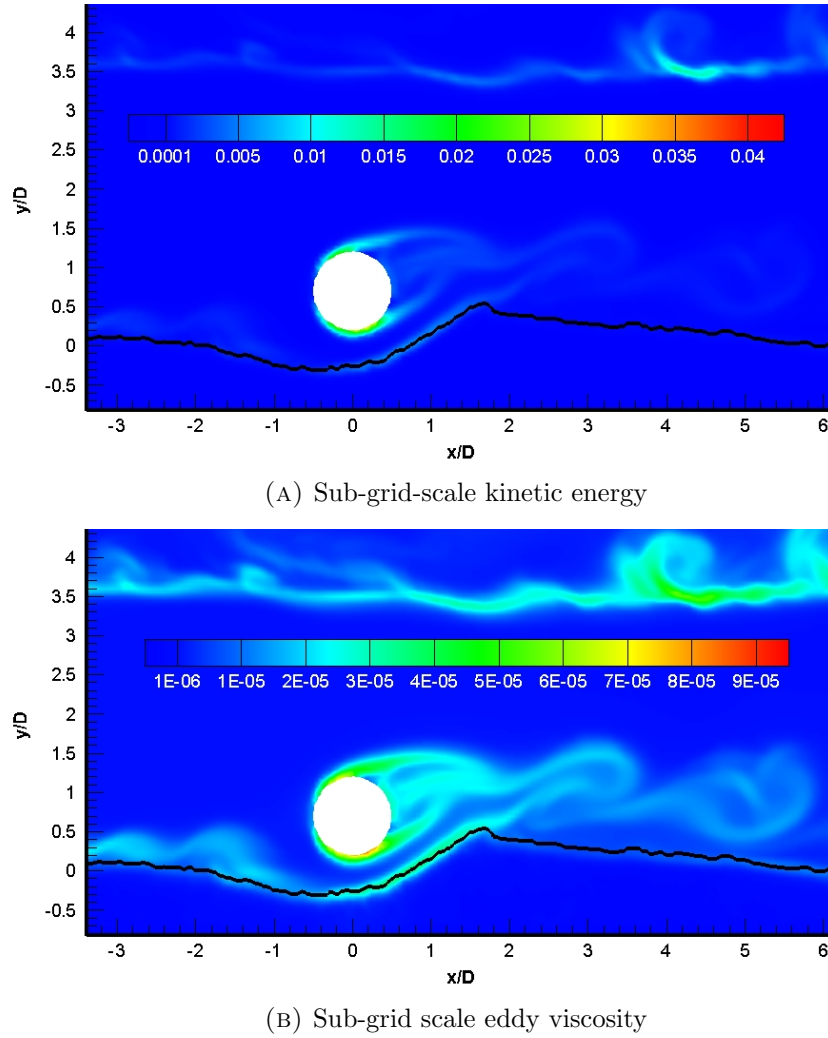 4
3.5
3
2.5
2
1.5
1
0.5
0
-0.5
y/D
0.0001 0.005 0.01 0.015 0.02 0.025 0.03 0.035 0.04
-3 -2 -1 0 1 2 3 4 5 6
x/D
(A) Sub-grid-scale kinetic energy
4
3.5
3
2.5
2
1.5
1
0.5
0
-0.5
y/D
1E-06 1E-05 2E-05 3E-05 4E-05 5E-05 6E-05 7E-05 8E-05 9E-05
-3 -2 -1 0 1 2 3 4 5 6
x/D
(B) Sub-grid scale eddy viscosity